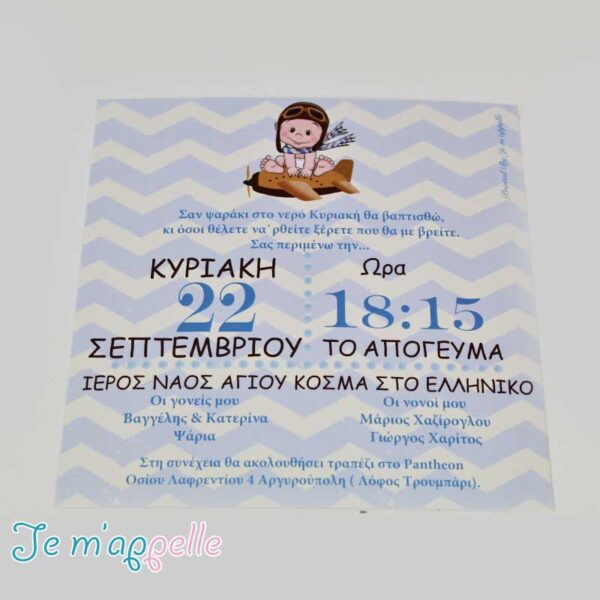 Σαν ψαράκι στο νερό Κυριακή θα βαπτισθώ,
κι όσοι θέλετε να΄ρθείτε ξέρετε που θα με βρείτε.
Σας περιμένω την...
ΚΥΡΙΑΚΗ
22
ΣΕΠΤΕΜΒΡΙΟΥ
Ωρα
18:15
ΤΟ ΑΠΟΓΕΥΜΑ
ΙΕΡΟΣ ΝΑΟΣ ΑΓΙΟΥ ΚΟΣΜΑ ΣΤΟ ΕΛΛΗΝΙΚΟ
Οι γονείς μου
Βαγγέλης & Κατερίνα
Ψάρια
Οι νονοί μου
Μάριος Χαζίρογλου
Γιώργος Χαρίτος
Στη συνέχεια θα ακολουθήσει τραπέζι στο Pantheon
Οσίου Λαφρεντίου 4 Αργυρούπολη ( Λόφος Τρουμπάρι).
Je m'appelle